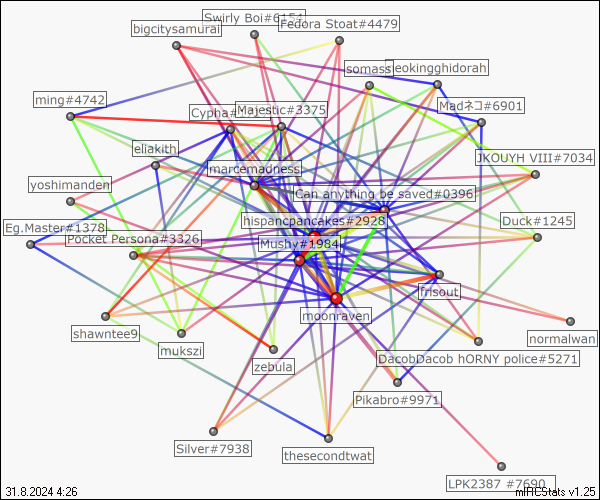 Swirly Boi#6154
Fedora Stoat#4479
bigcitysamurai
somass
eokingghidorah
ming#4742
Madネコ#6901
Cypha#
Majestic#3375
eliakith
JKOUYH VIII#7034
marcemadness
yoshimanden
Can anything be saved#0396
hispancpancakes#2928
Duck#1245
Eg.Master#1378
Pocket Persona#3326
Mushy#1984
frisout
moonraven
shawntee9
normalwan
mukszi
DacobDacob hORNY police#5271
zebula
Pikabro#9971
Silver#7938
thesecondtwat
LPK2387 #7690
31.8.2024 4:26
mIRCStats v1.25